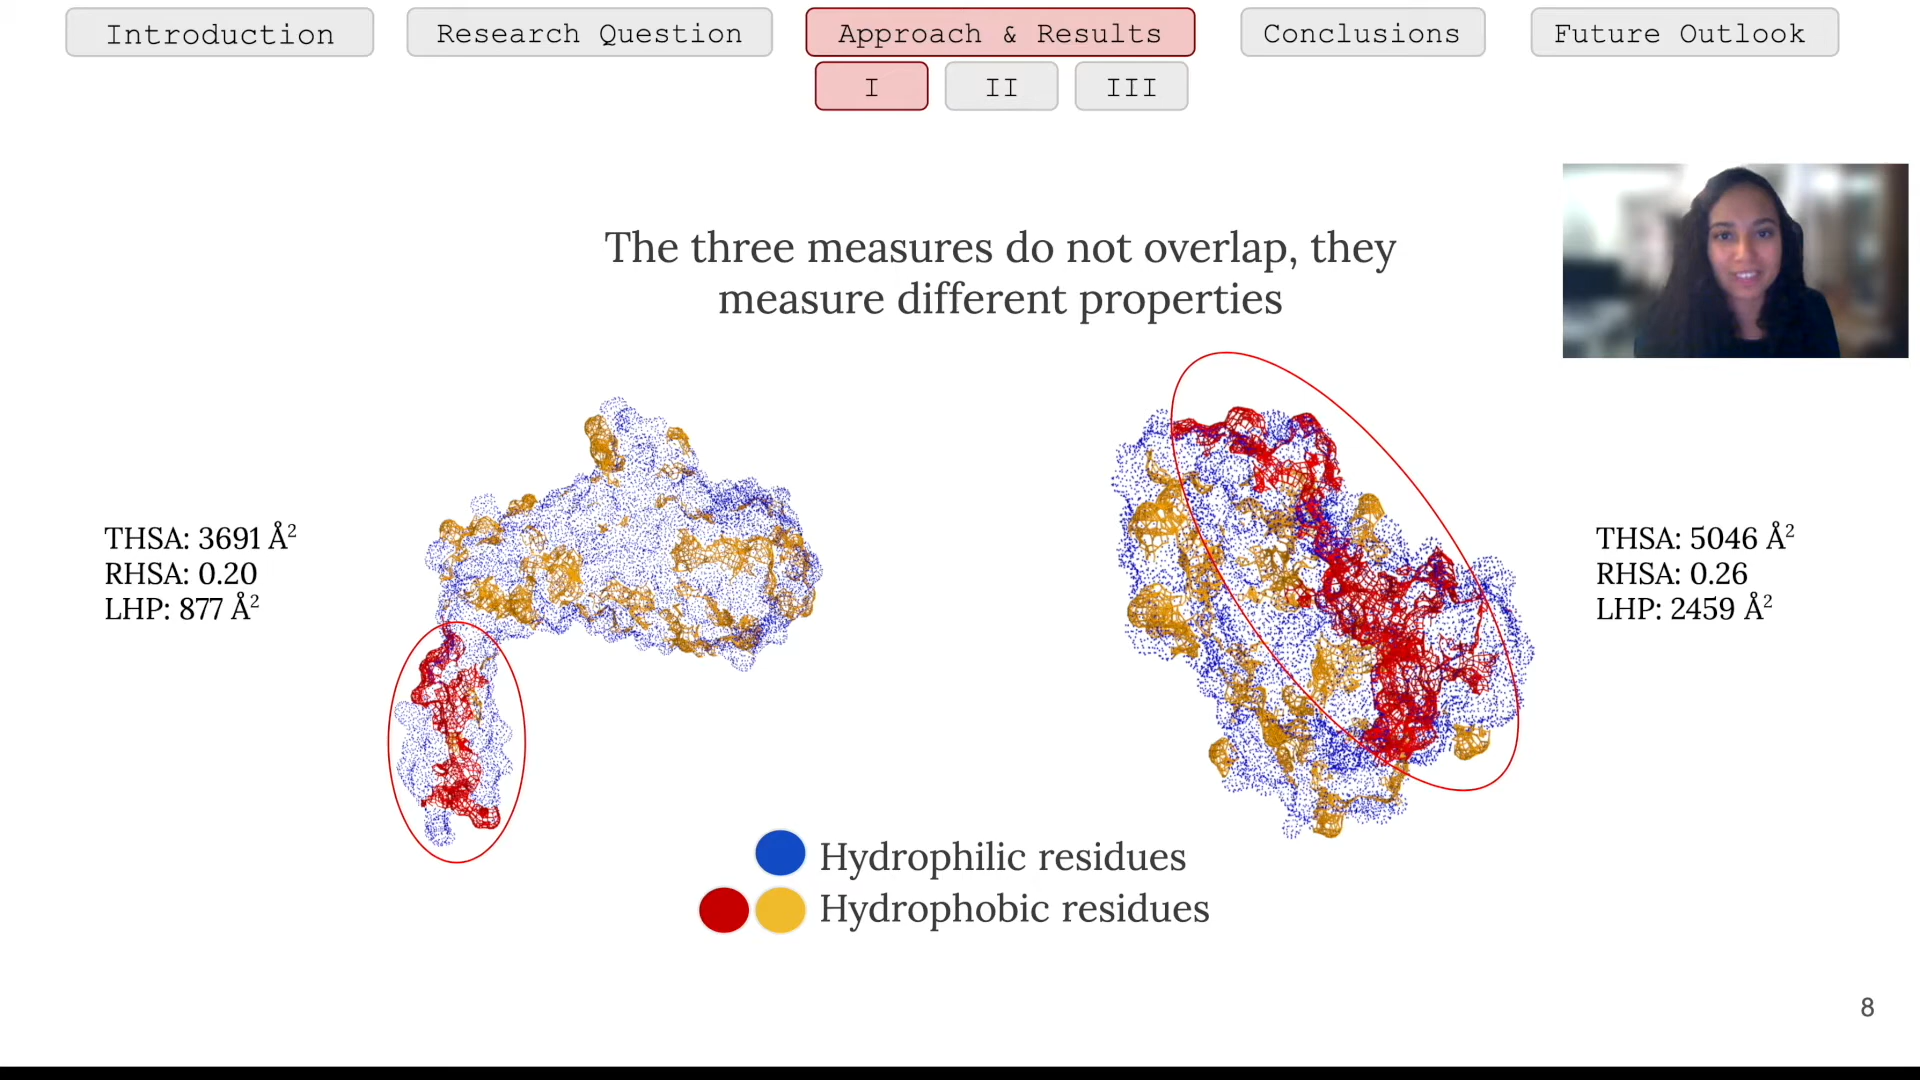 Introduction
Research Question
Approach & Results
Conclusions
Future Outlook
I
II
III
The three measures do not overlap, they
measure different properties
THSA: 3691 Å²
RHSA: 0.20
LHP: 877 Å²
THSA: 5046 Å²
RHSA: 0.26
LHP: 2459 Å²
Hydrophilic residues
Hydrophobic residues
8